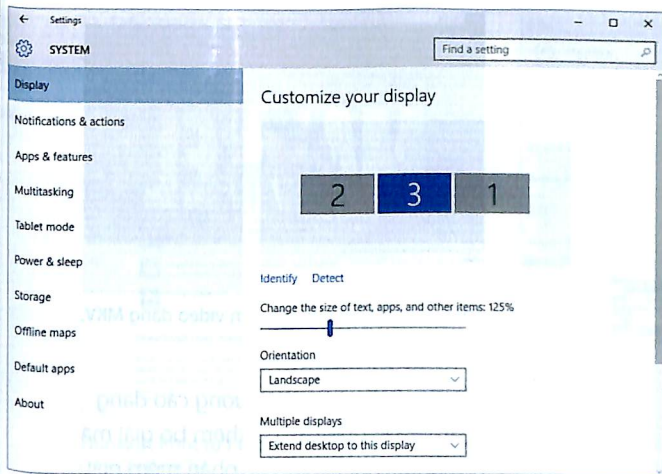 Settings
SYSTEM
Find a setting
Display
Notifications & actions
Apps & features
Multitasking
Tablet mode
Power & sleep
Storage
Offline maps
Default apps
About
Customize your display
2 3 1
Identify Detect
Change the size of text, apps, and other items: 125%
Orientation
Landscape
Multiple displays
Extend desktop to this display